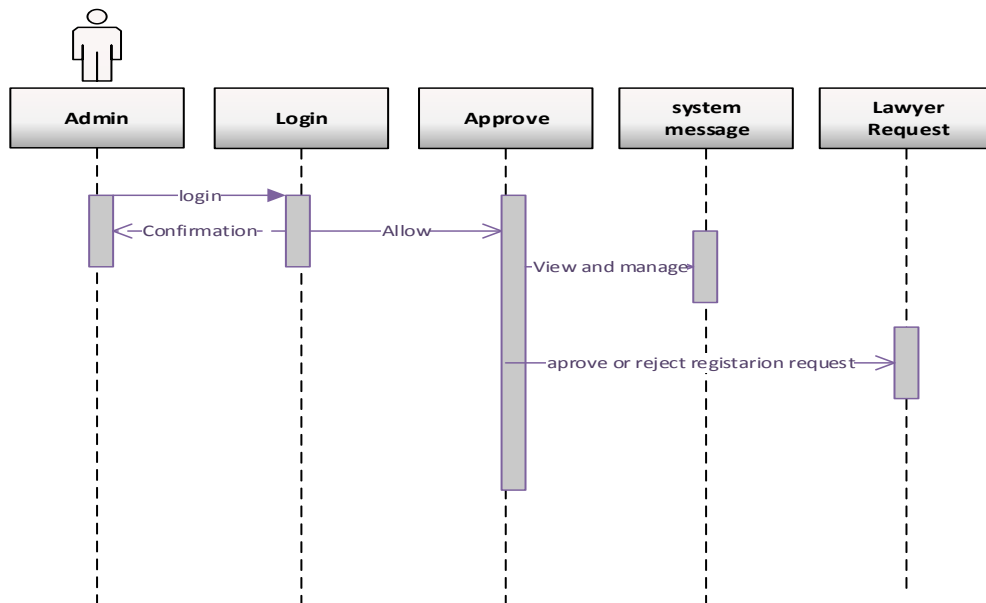 Admin
Login
Approve
system
message
Lawyer
Request
login
Confirmation
Allow
View and manage
aprove or reject registarion request